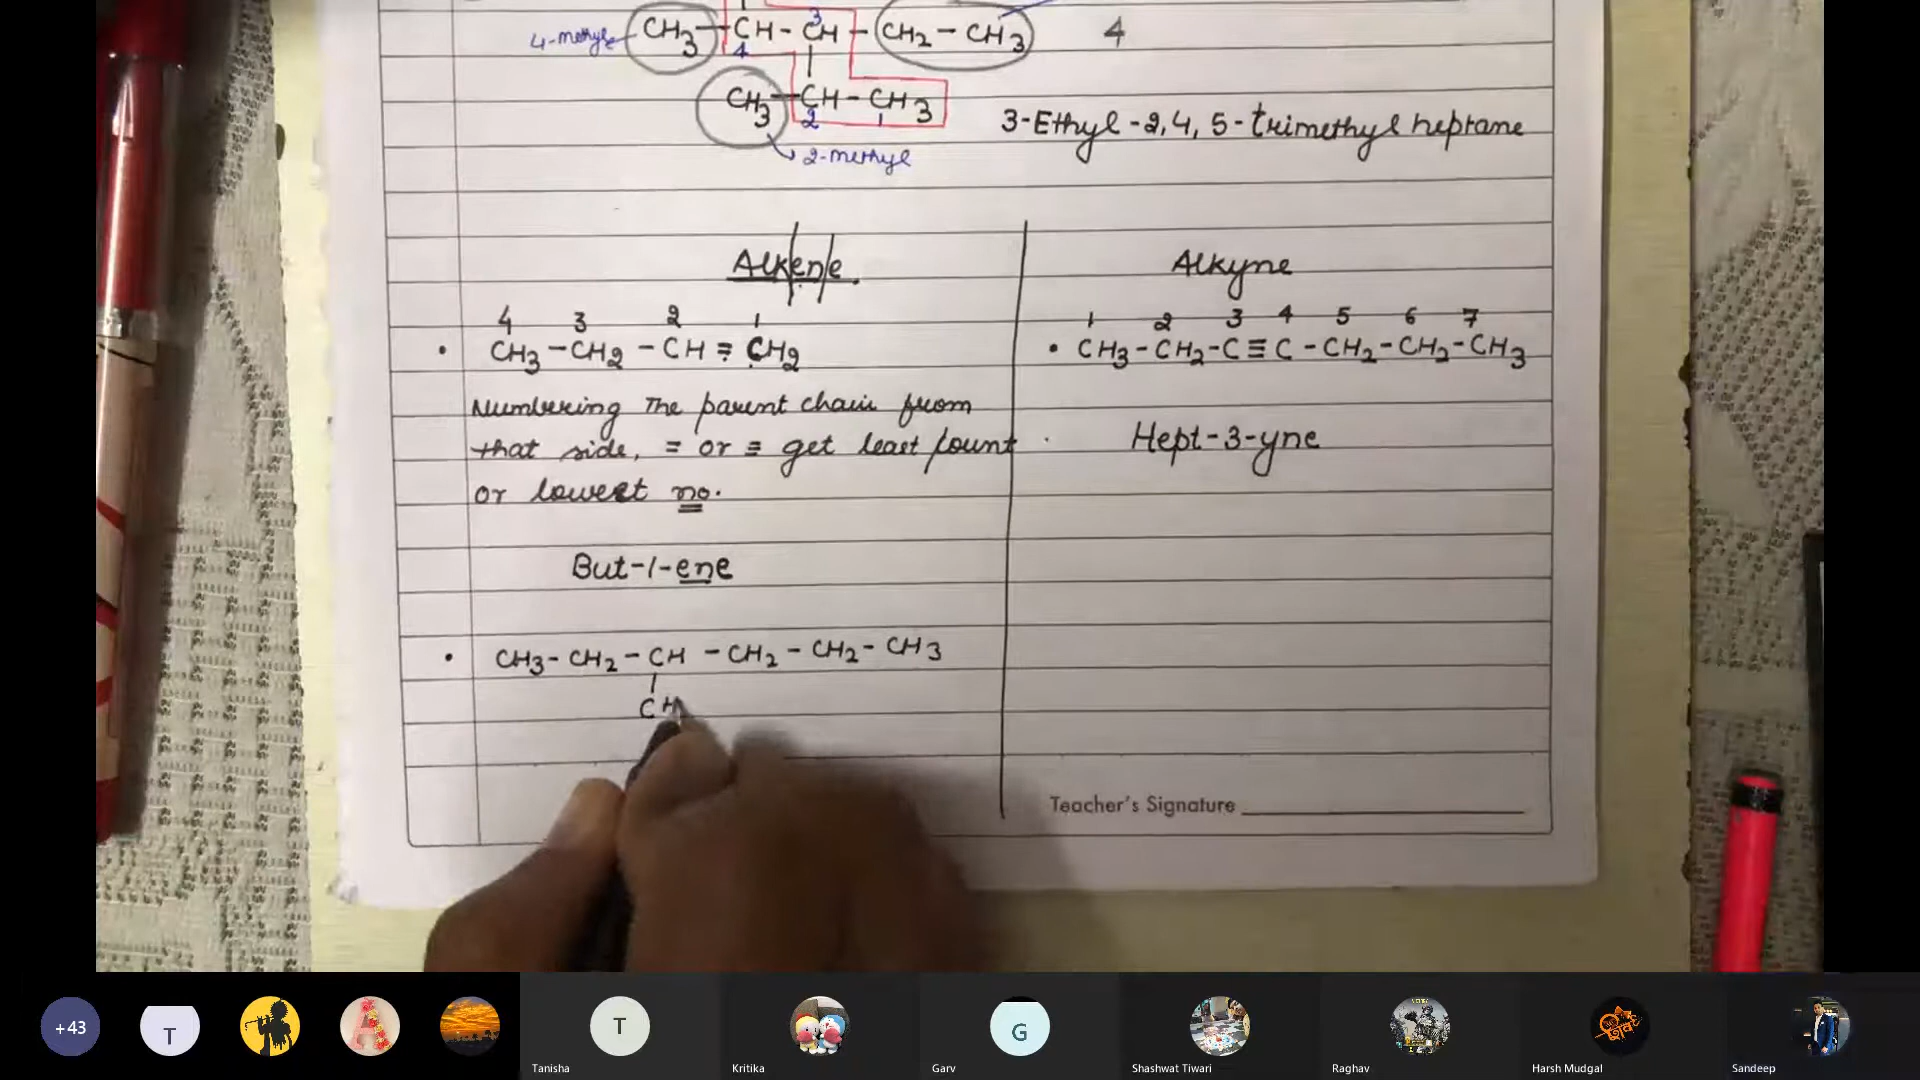 3
4-methyl CH3 - CH - CH - CH2 - CH3 4
4
CH3 - CH - CH3
2 1
3-Ethyl-2,4,5-trimethyl heptane
2-methyl
Alkene
4 3 2 1
• CH3 - CH2 - CH = CH2
Numbering The parent chain from
that side, = or ≡ get least count
or lowest no.
But-1-ene
• CH3 - CH2 - CH - CH2 - CH2 - CH3
CH
Alkyne
1 2 3 4 5 6 7
• CH3 - CH2 - C ≡ C - CH2 - CH2 - CH3
Hept-3-yne
Teacher's Signature
+43
T
T
G
Tanisha
Kritika
Garv
Shashwat Tiwari
Raghav
Harsh Mudgal
Sandeep